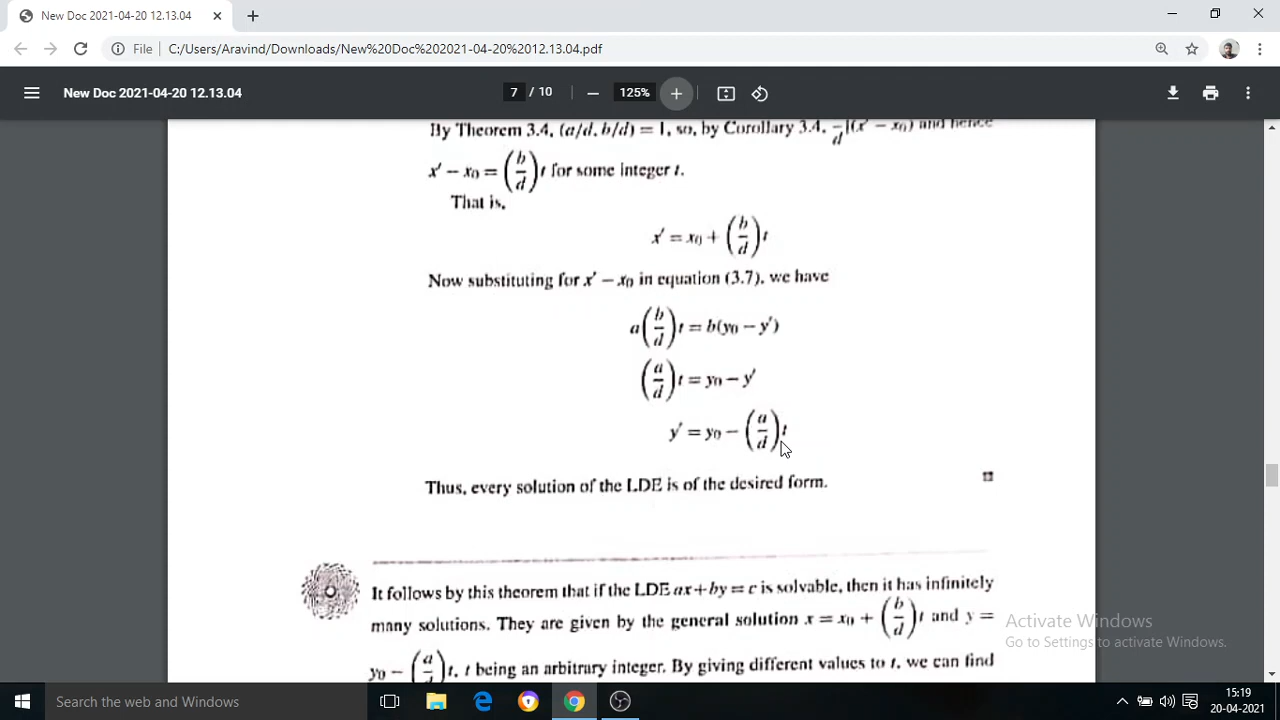 New Doc 2021-04-20 12.13.04
File C:/Users/Aravind/Downloads/New%20Doc%202021-04-20%2012.13.04.pdf
New Doc 2021-04-20 12.13.04 7 / 10 125%
By Theorem 3.4, (a/d, b/d) = 1, so, by Corollary 3.4, —/d |(x′ − x₀) and hence
x′ − x₀ = (b/d) t for some integer t.
That is,
x′ = x₀ + (b/d) t
Now substituting for x′ − x₀ in equation (3.7), we have
a(b/d) t = b(y₀ − y′)
(a/d) t = y₀ − y′
y′ = y₀ − (a/d) t
Thus, every solution of the LDE is of the desired form.
It follows by this theorem that if the LDE ax + by = c is solvable, then it has infinitely
many solutions. They are given by the general solution x = x₀ + (b/d) t and y =
y₀ − (a/d) t, t being an arbitrary integer. By giving different values to t, we can find
Activate Windows
Go to Settings to activate Windows.
Search the web and Windows
15:19
20-04-2021